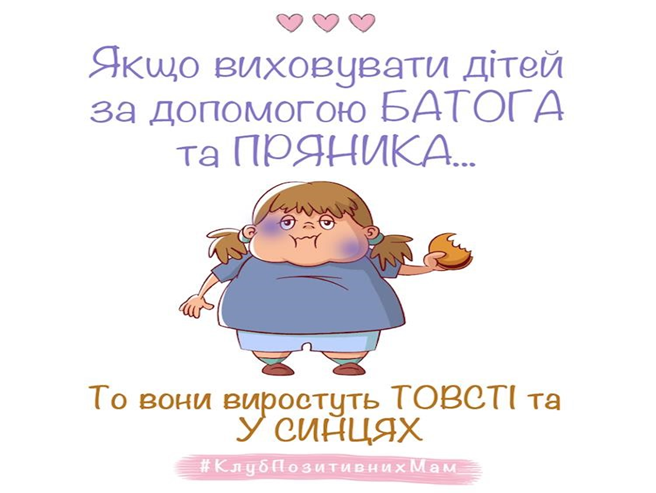 Якщо виховувати дітей
за допомогою БАТОГА
та ПРЯНИКА...
То вони виростуть ТОВСТІ та
У СИНЦЯХ
#КлубПозитивнихМам